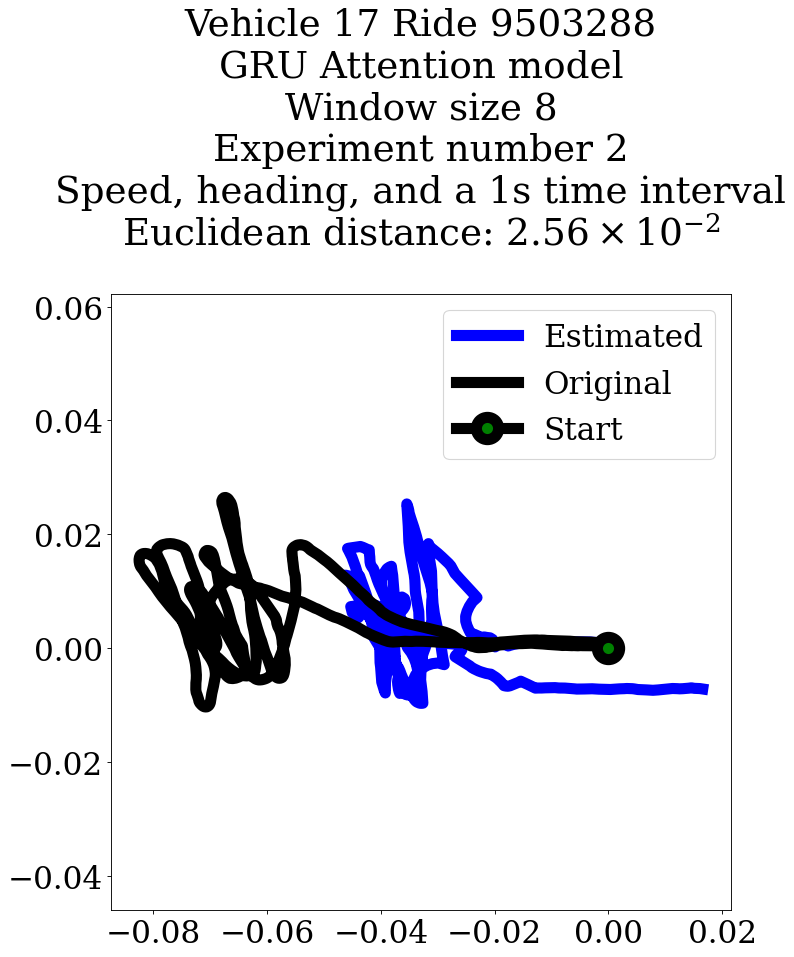 Vehicle 17 Ride 9503288
GRU Attention model
Window size 8
Experiment number 2
Speed, heading, and a 1s time interval
Euclidean distance: 2.56 × 10⁻²
Estimated
Original
Start
0.06
0.04
0.02
0.00
−0.02
−0.04
−0.08 −0.06 −0.04 −0.02 0.00 0.02